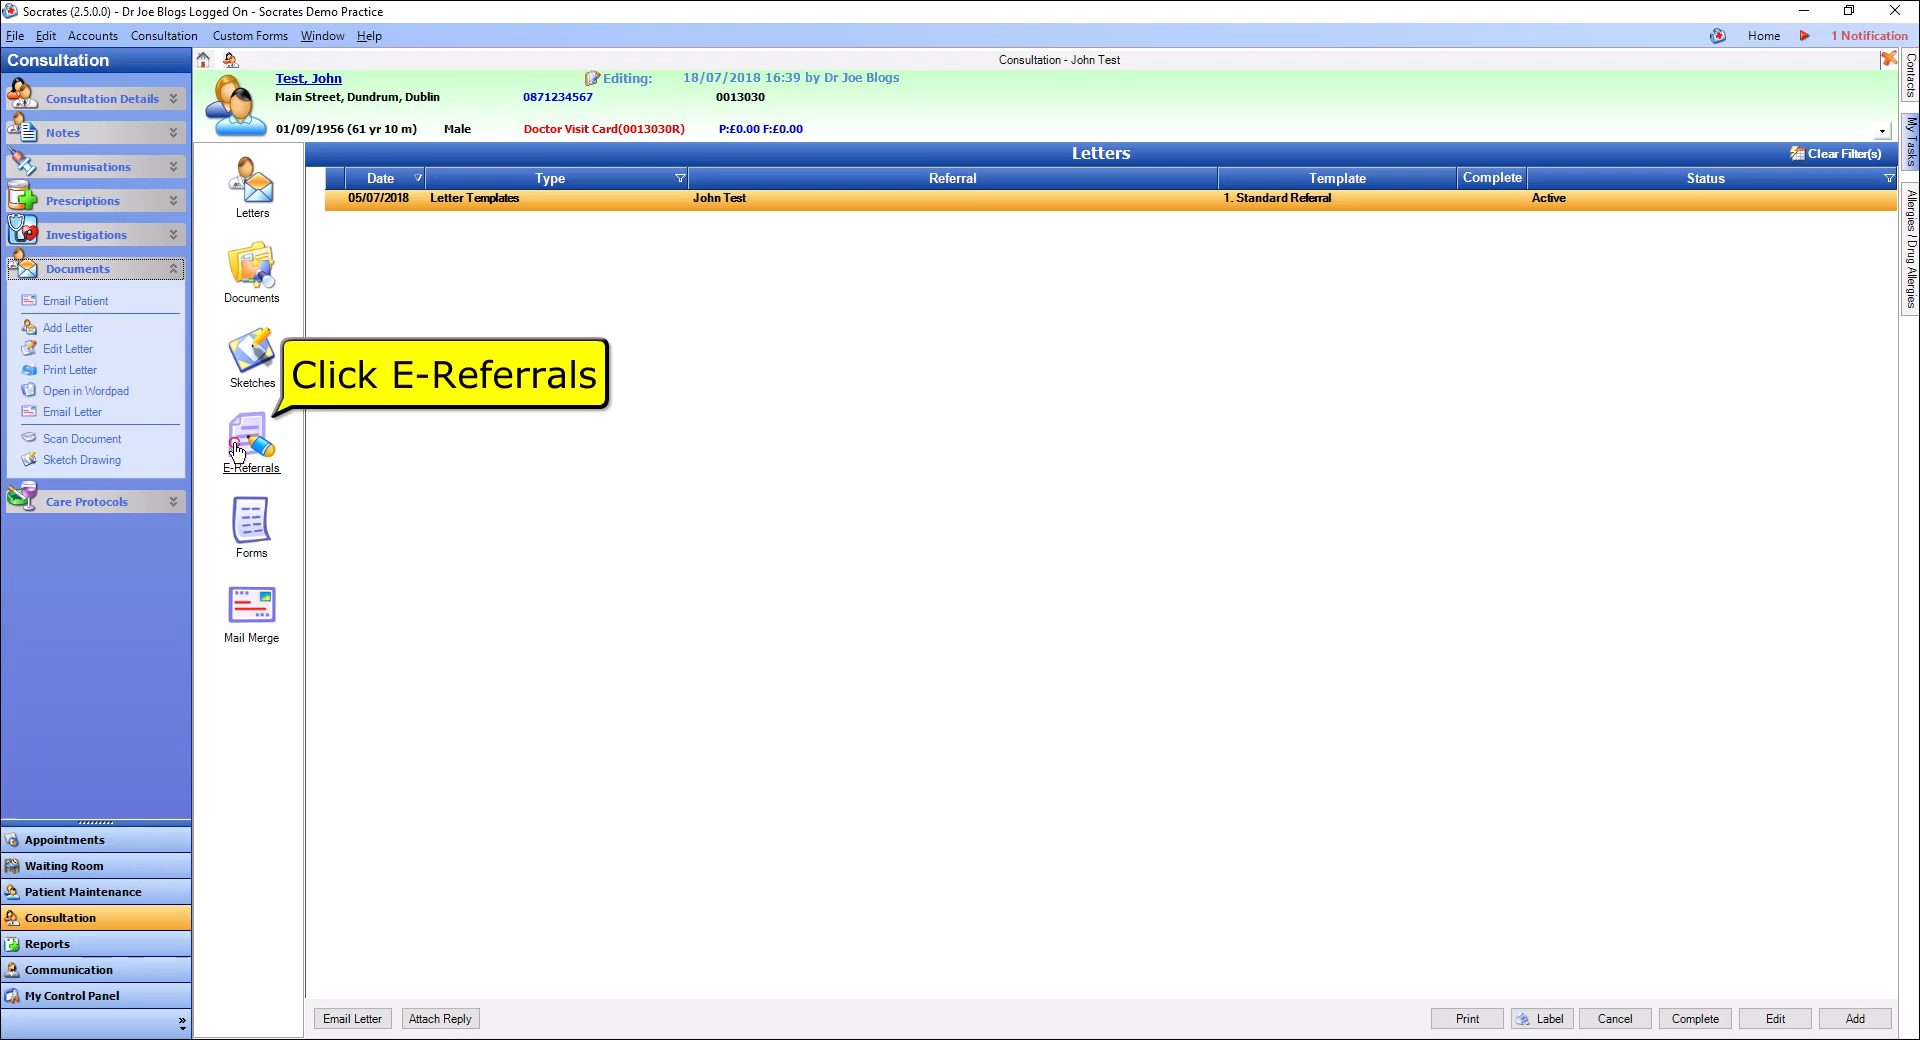 Socrates (2.5.0.0) - Dr Joe Blogs Logged On - Socrates Demo Practice
File Edit Accounts Consultation Custom Forms Window Help
Home 1 Notification
Consultation
Consultation - John Test
Consultation Details
Notes
Immunisations
Prescriptions
Investigations
Documents
Email Patient
Add Letter
Edit Letter
Print Letter
Open in Wordpad
Email Letter
Scan Document
Sketch Drawing
Care Protocols
Appointments
Waiting Room
Patient Maintenance
Consultation
Reports
Communication
My Control Panel
Test, John Editing: 18/07/2018 16:39 by Dr Joe Blogs
Main Street, Dundrum, Dublin 0871234567 0013030
01/09/1956 (61 yr 10 m) Male Doctor Visit Card(0013030R) P:£0.00 F:£0.00
Letters
Documents
Sketches
E-Referrals
Forms
Mail Merge
Click E-Referrals
Letters Clear Filter(s)
Date Type Referral Template Complete Status
05/07/2018 Letter Templates John Test 1. Standard Referral Active
Email Letter Attach Reply Print Label Cancel Complete Edit Add
Contacts
My Tasks
Allergies / Drug Allergies